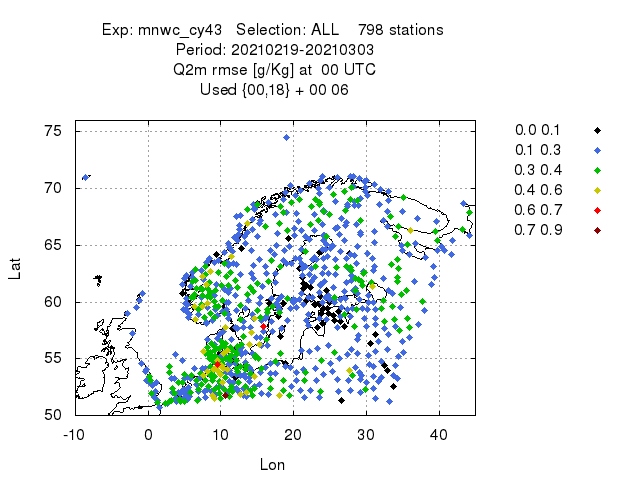 Exp: mnwc_cy43 Selection: ALL 798 stations
Period: 20210219-20210303
Q2m rmse [g/Kg] at 00 UTC
Used {00,18} + 00 06
0.0 0.1
0.1 0.3
0.3 0.4
0.4 0.6
0.6 0.7
0.7 0.9
75
70
65
60
55
50
Lat
-10 0 10 20 30 40
Lon